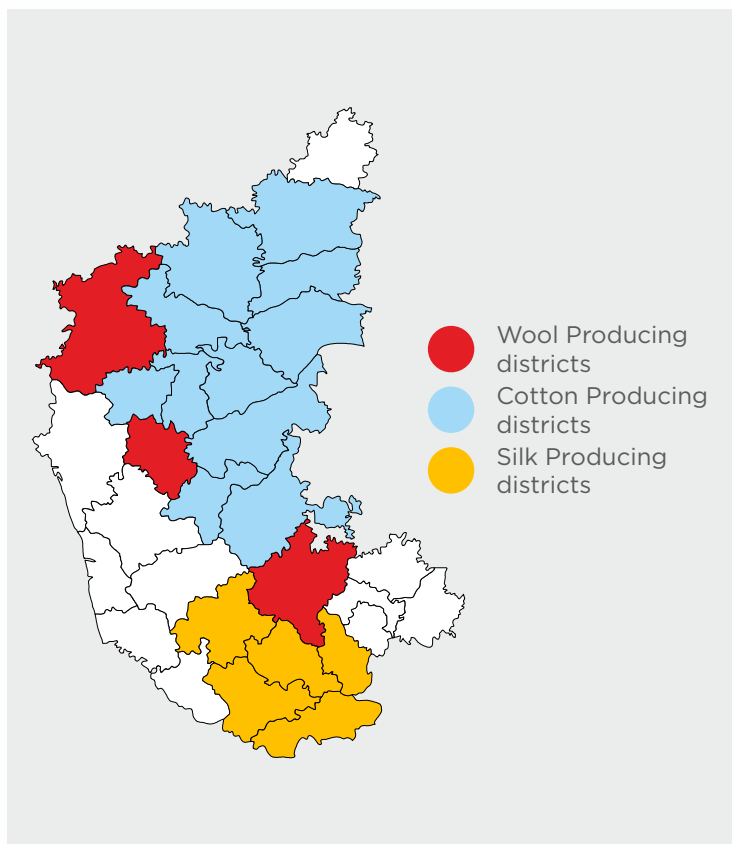 Wool Producing
districts
Cotton Producing
districts
Silk Producing
districts